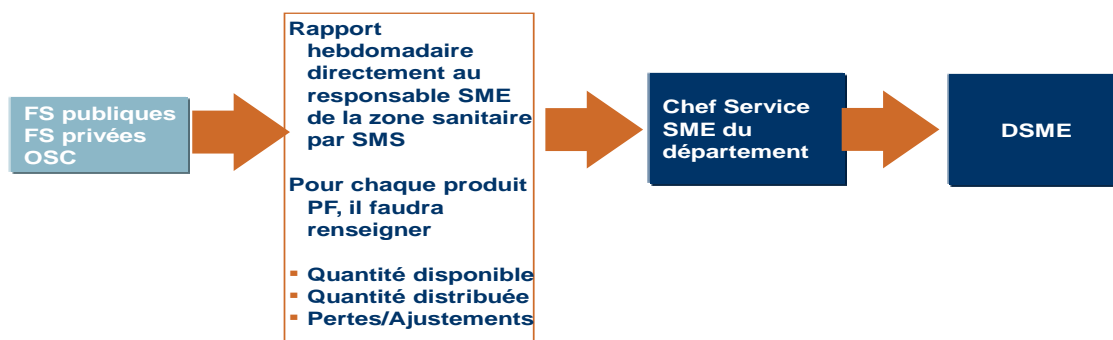 FS publiques
FS privées
OSC
Rapport
hebdomadaire
directement au
responsable SME
de la zone sanitaire
par SMS
Pour chaque produit
PF, il faudra
renseigner
▪ Quantité disponible
▪ Quantité distribuée
▪ Pertes/Ajustements
Chef Service
SME du
département
DSME